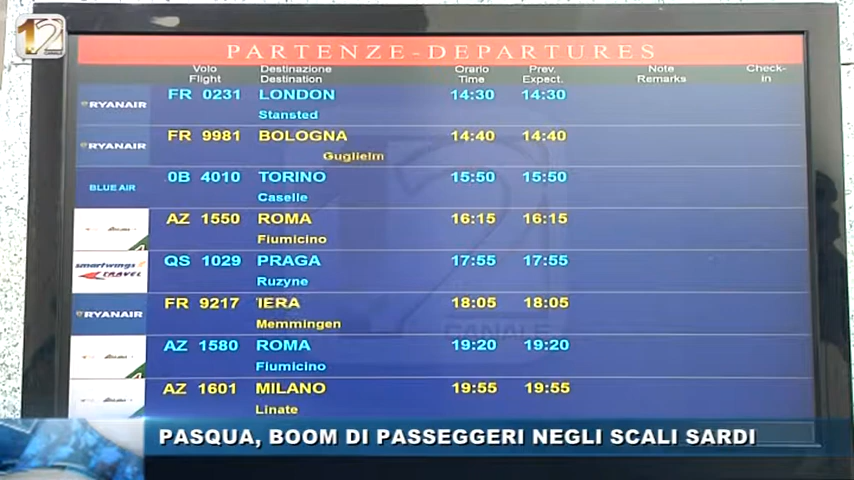 12
CANALE
PARTENZE-DEPARTURES
Volo Destinazione Orario Prev. Note Check-
Flight Destination Time Expect. Remarks in
RYANAIR FR 0231 LONDON 14:30 14:30
Stansted
RYANAIR FR 9981 BOLOGNA 14:40 14:40
Guglielm
BLUE AIR 0B 4010 TORINO 15:50 15:50
Caselle
AZ 1550 ROMA 16:15 16:15
Fiumicino
smartwings QS 1029 PRAGA 17:55 17:55
TRAVEL Ruzyne
RYANAIR FR 9217 IERA 18:05 18:05
Memmingen
AZ 1580 ROMA 19:20 19:20
Fiumicino
AZ 1601 MILANO 19:55 19:55
Linate
12
CANALE
PASQUA, BOOM DI PASSEGGERI NEGLI SCALI SARDI